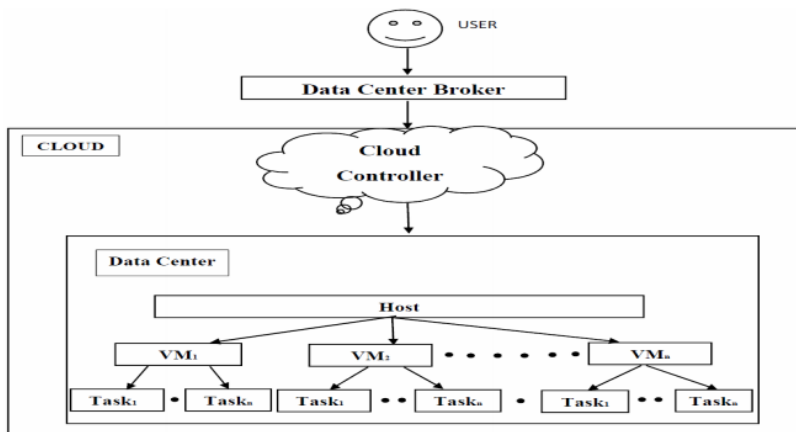 USER
Data Center Broker
CLOUD
Cloud
Controller
Data Center
Host
VM₁ VM₂ VMₙ
Task₁ Taskₙ Task₁ Taskₙ Task₁ Taskₙ